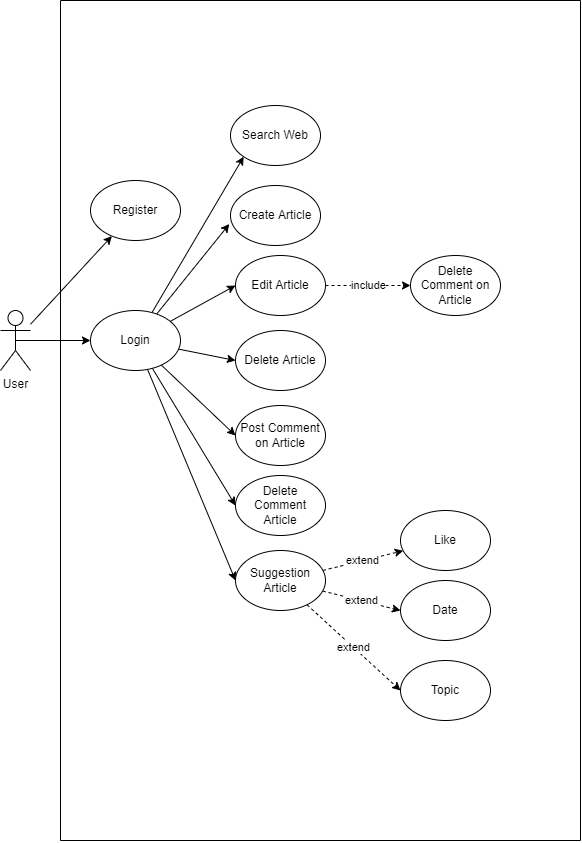 Search Web
Register
Create Article
Edit Article
include
Delete
Comment on
Article
Login
User
Delete Article
Post Comment
on Article
Delete
Comment
Article
Suggestion
Article
extend
Like
extend
Date
extend
Topic